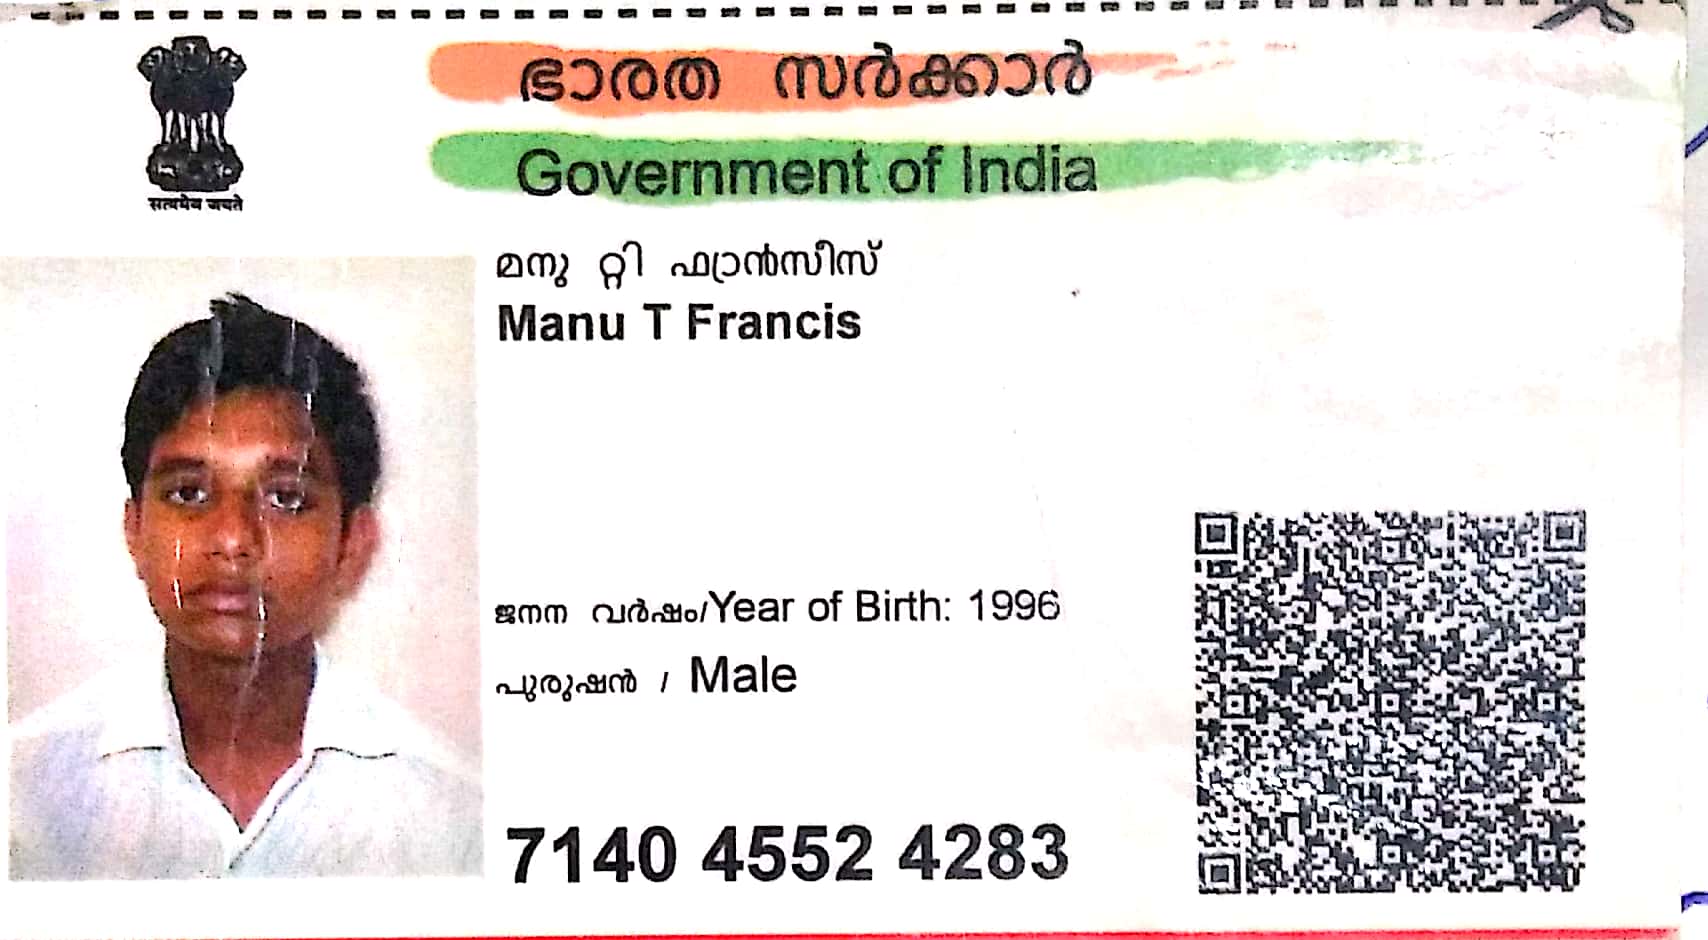 ഭാരത സർക്കാർ
Government of India
सत्यमेव जयते
മനു റ്റി ഫ്രാൻസീസ്
Manu T Francis
ജനന വർഷം/Year of Birth: 1996
പുരുഷൻ / Male
7140 4552 4283